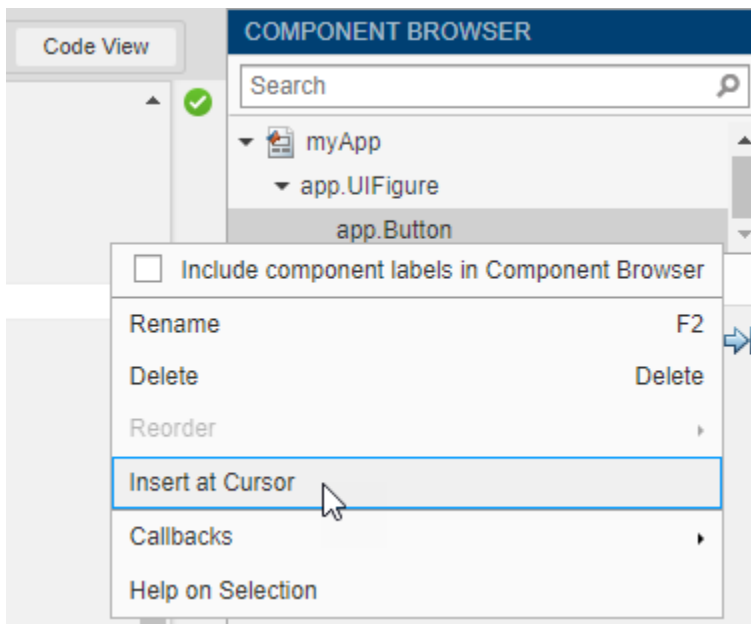 Code View
COMPONENT BROWSER
Search
myApp
app.UIFigure
app.Button
Include component labels in Component Browser
Rename F2
Delete Delete
Reorder
Insert at Cursor
Callbacks
Help on Selection